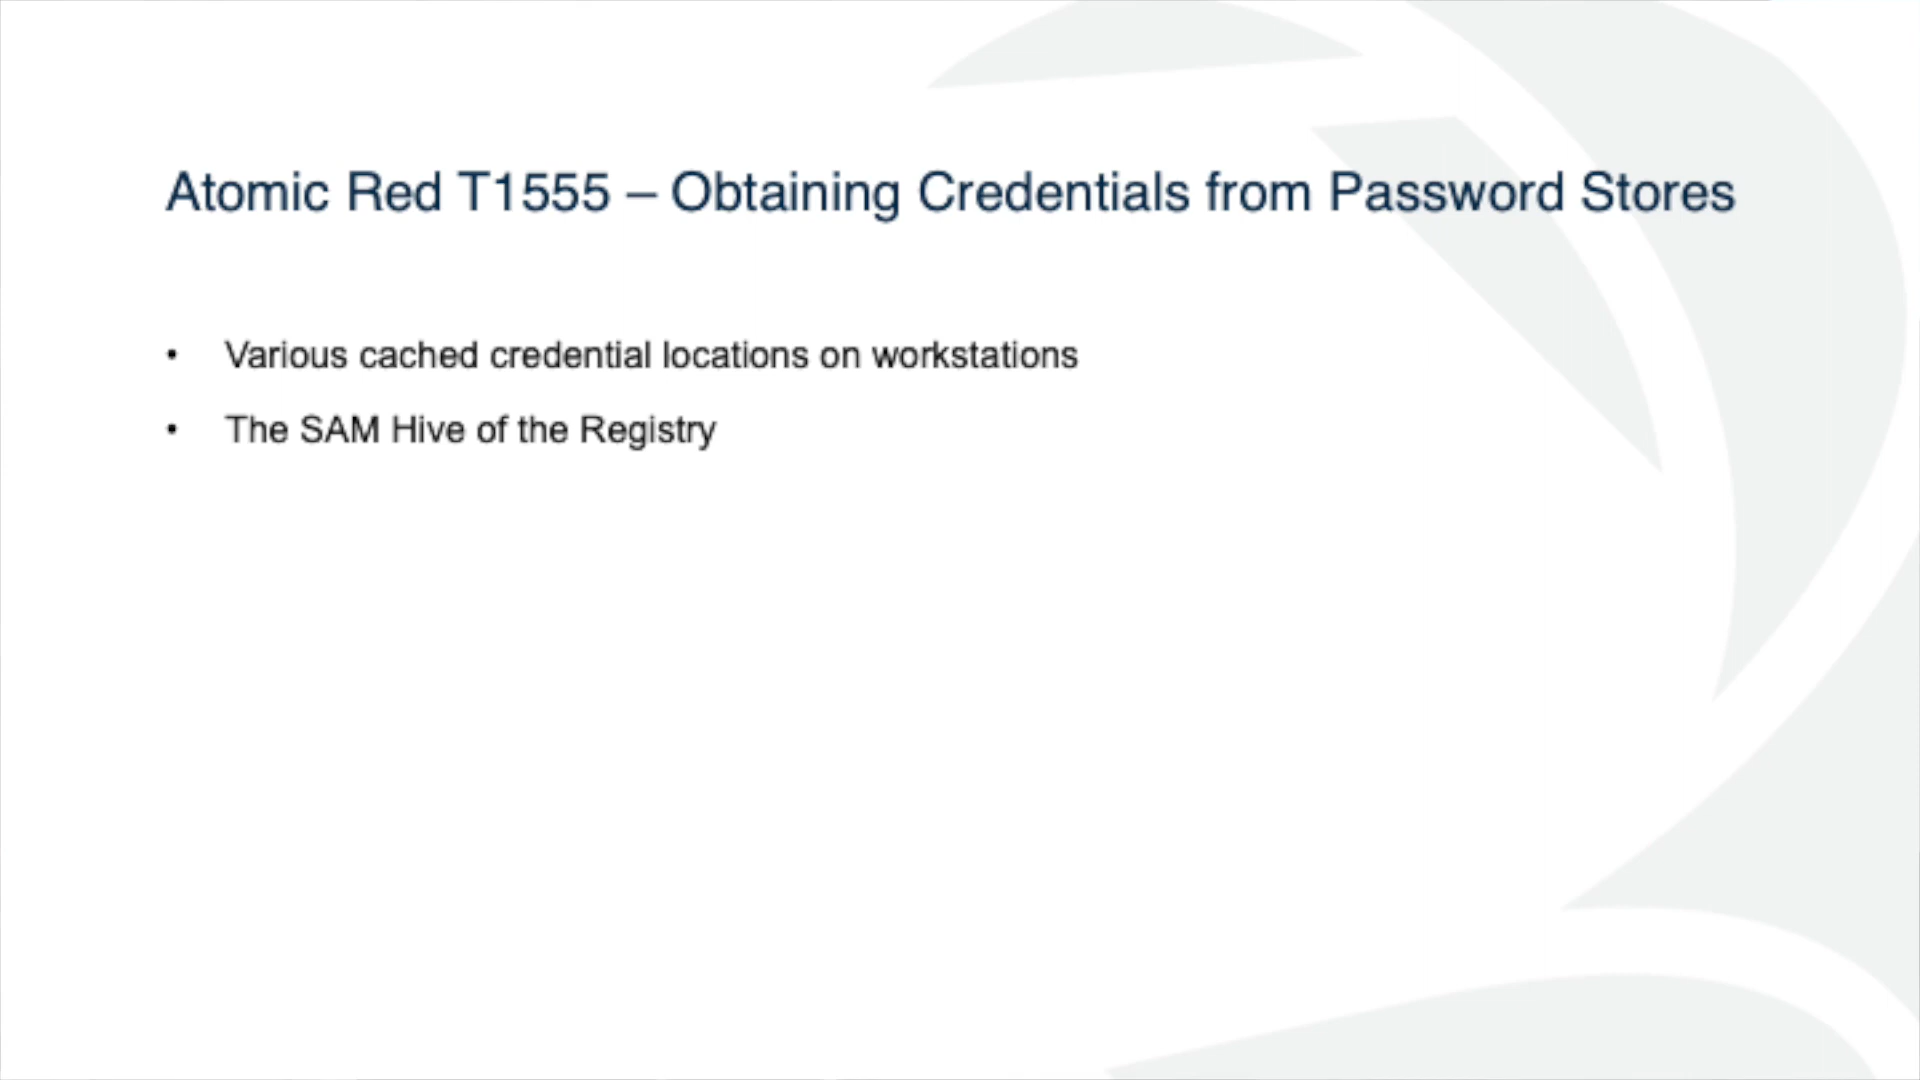 Atomic Red T1555 – Obtaining Credentials from Password Stores
• Various cached credential locations on workstations
• The SAM Hive of the Registry